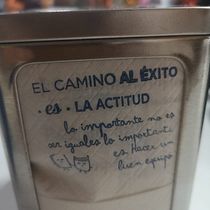 EL CAMINO AL ÉXITO
· es · LA ACTITUD
lo importante no es
ser iguales lo importante
es Hacer un
buen equipo